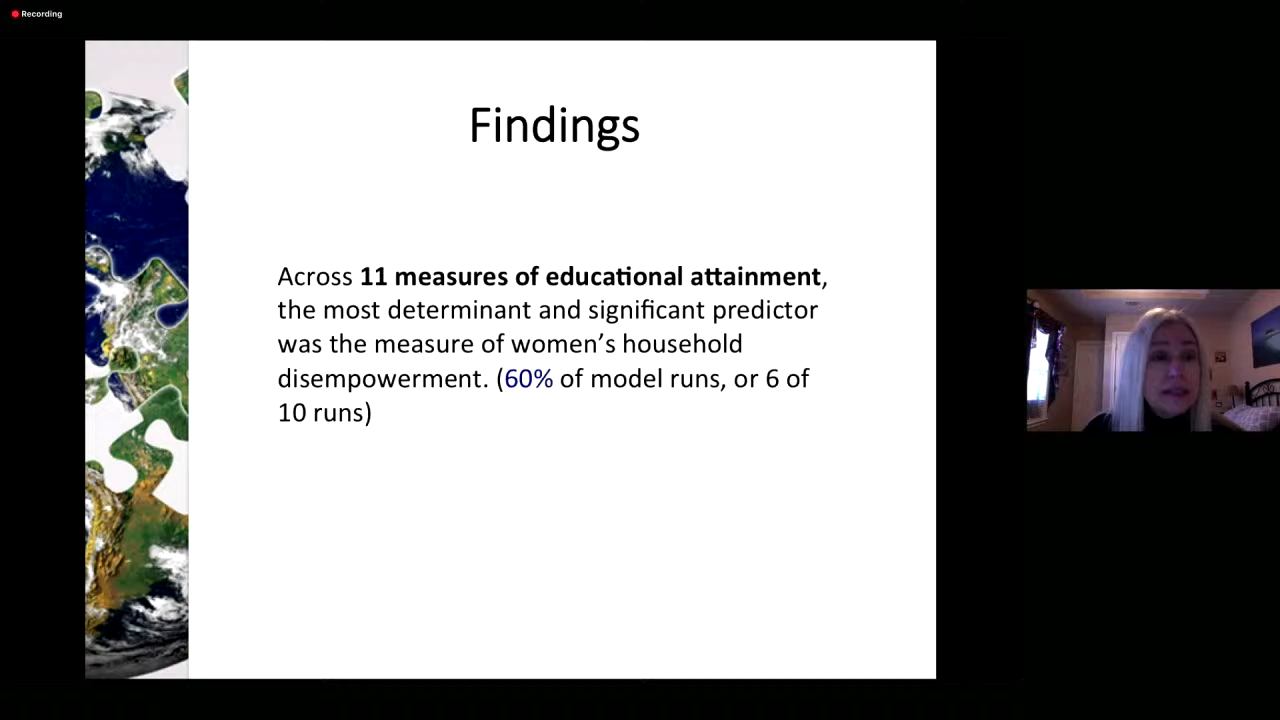 Recording
Findings
Across 11 measures of educational attainment,
the most determinant and significant predictor
was the measure of women’s household
disempowerment. (60% of model runs, or 6 of
10 runs)